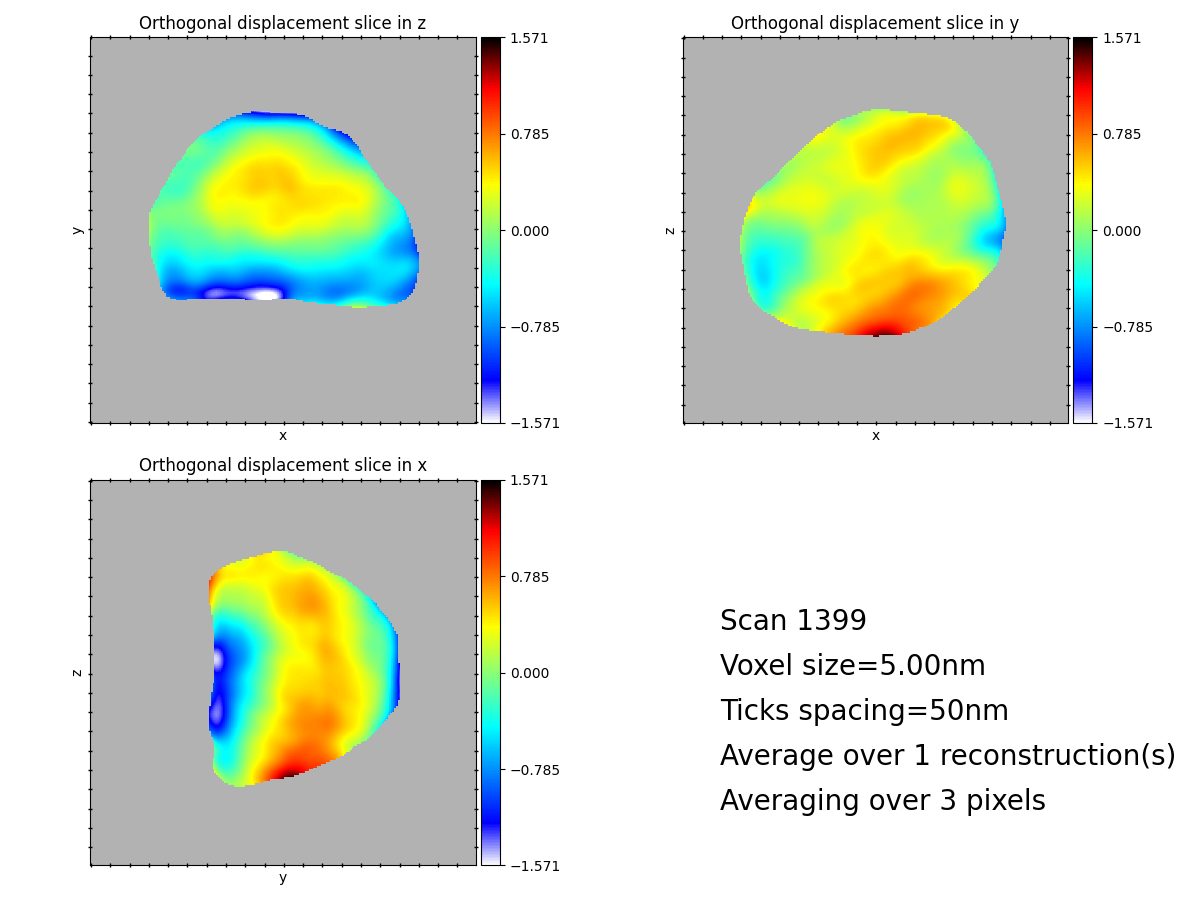 Orthogonal displacement slice in z
1.571
0.785
0.000
−0.785
−1.571
y
x
Orthogonal displacement slice in y
1.571
0.785
0.000
−0.785
−1.571
z
x
Orthogonal displacement slice in x
1.571
0.785
0.000
−0.785
−1.571
z
y
Scan 1399
Voxel size=5.00nm
Ticks spacing=50nm
Average over 1 reconstruction(s)
Averaging over 3 pixels